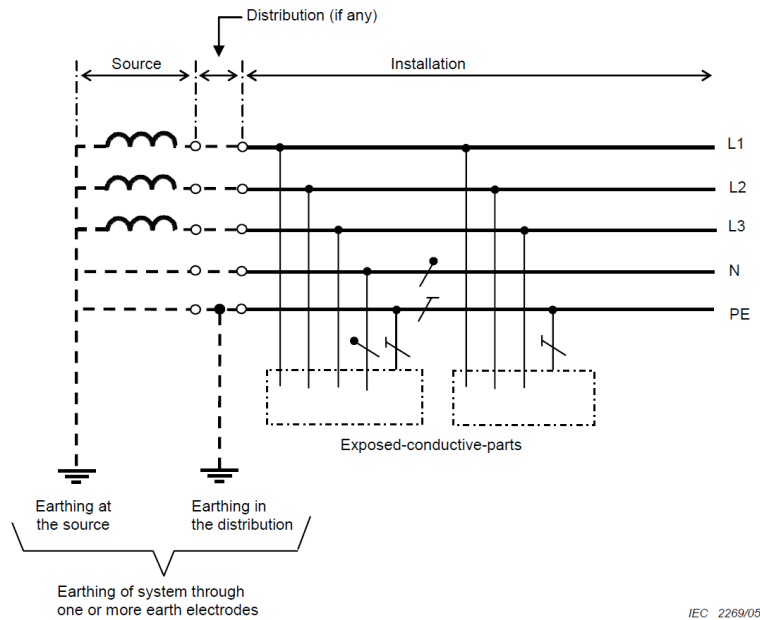 Distribution (if any)
Source
Installation
L1
L2
L3
N
PE
Exposed-conductive-parts
Earthing at
the source
Earthing in
the distribution
Earthing of system through
one or more earth electrodes
IEC 2269/05